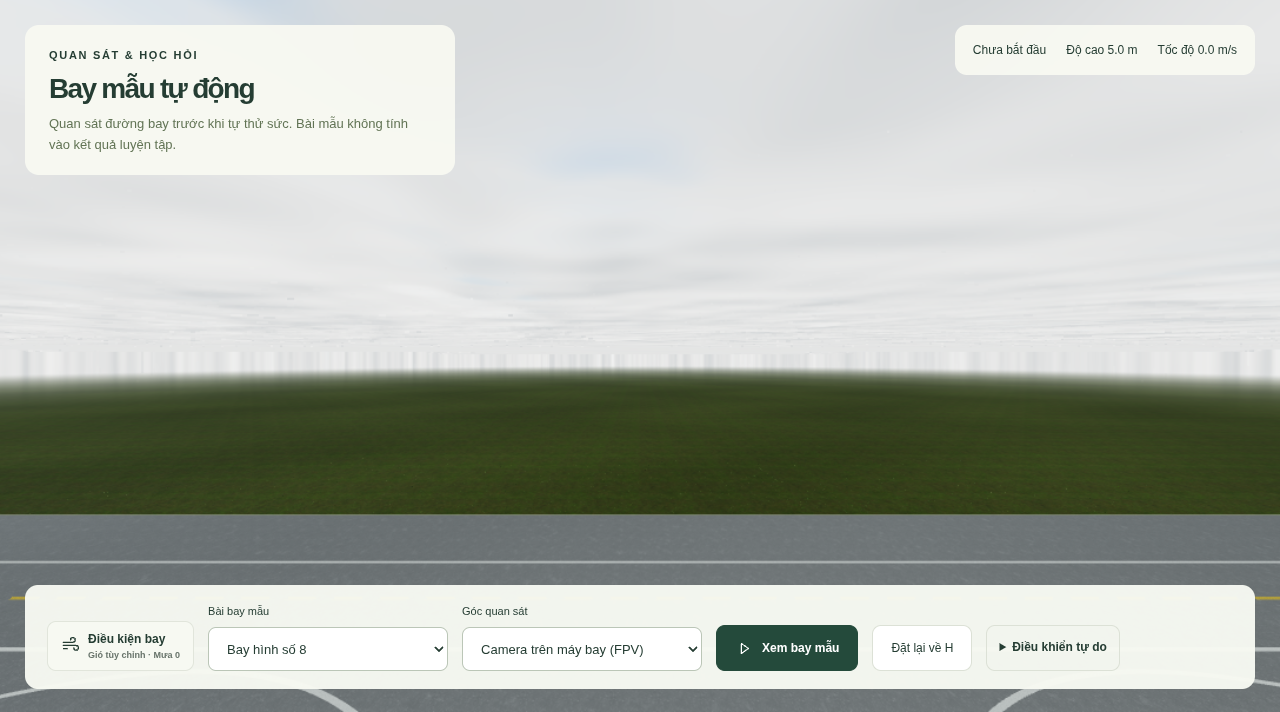 QUAN SÁT & HỌC HỎI
Bay mẫu tự động
Quan sát đường bay trước khi tự thử sức. Bài mẫu không tính
vào kết quả luyện tập.
Chưa bắt đầu Độ cao 5.0 m Tốc độ 0.0 m/s
Bài bay mẫu
Góc quan sát
Điều kiện bay
Gió tùy chỉnh · Mưa 0
Bay hình số 8
Camera trên máy bay (FPV)
Xem bay mẫu
Đặt lại về H
Điều khiển tự do